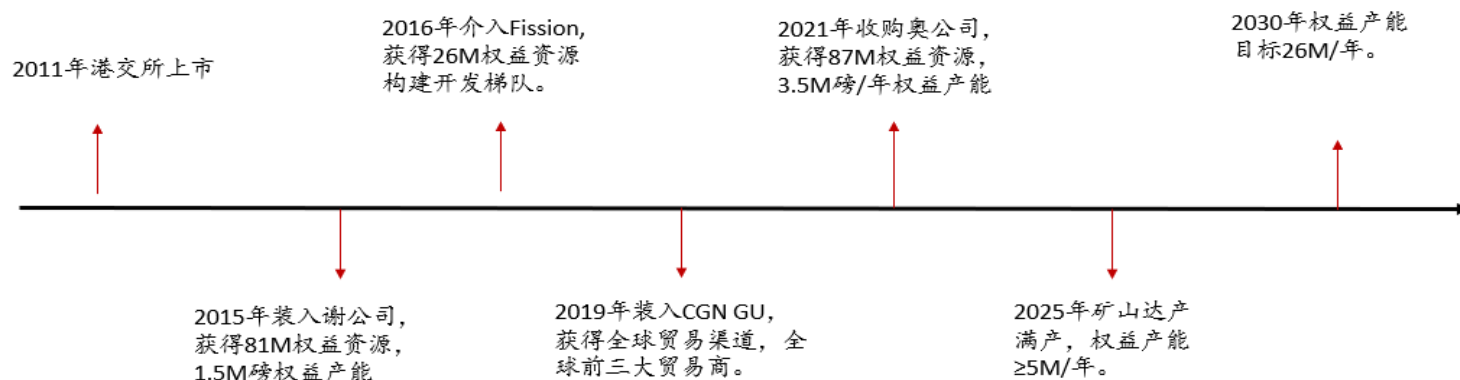 2011年港交所上市
2016年介入Fission,
获得26M权益资源
构建开发梯队。
2021年收购奥公司，
获得87M权益资源，
3.5M磅/年权益产能
2030年权益产能
目标26M/年。
2015年装入谢公司，
获得81M权益资源，
1.5M磅权益产能
2019年装入CGN GU，
获得全球贸易渠道，全
球前三大贸易商。
2025年矿山达产
满产，权益产能
≥5M/年。